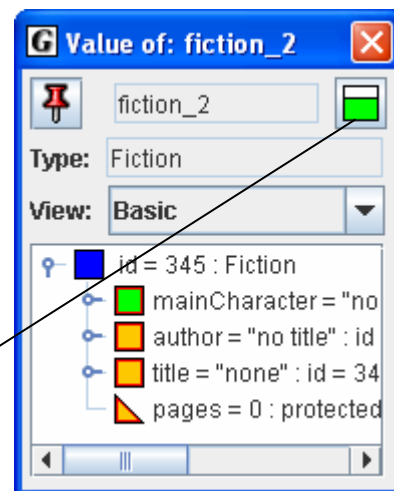 G Value of: fiction_2
fiction_2
Type: Fiction
View: Basic
id = 345 : Fiction
mainCharacter = "no
author = "no title" : id
title = "none" : id = 34
pages = 0 : protected